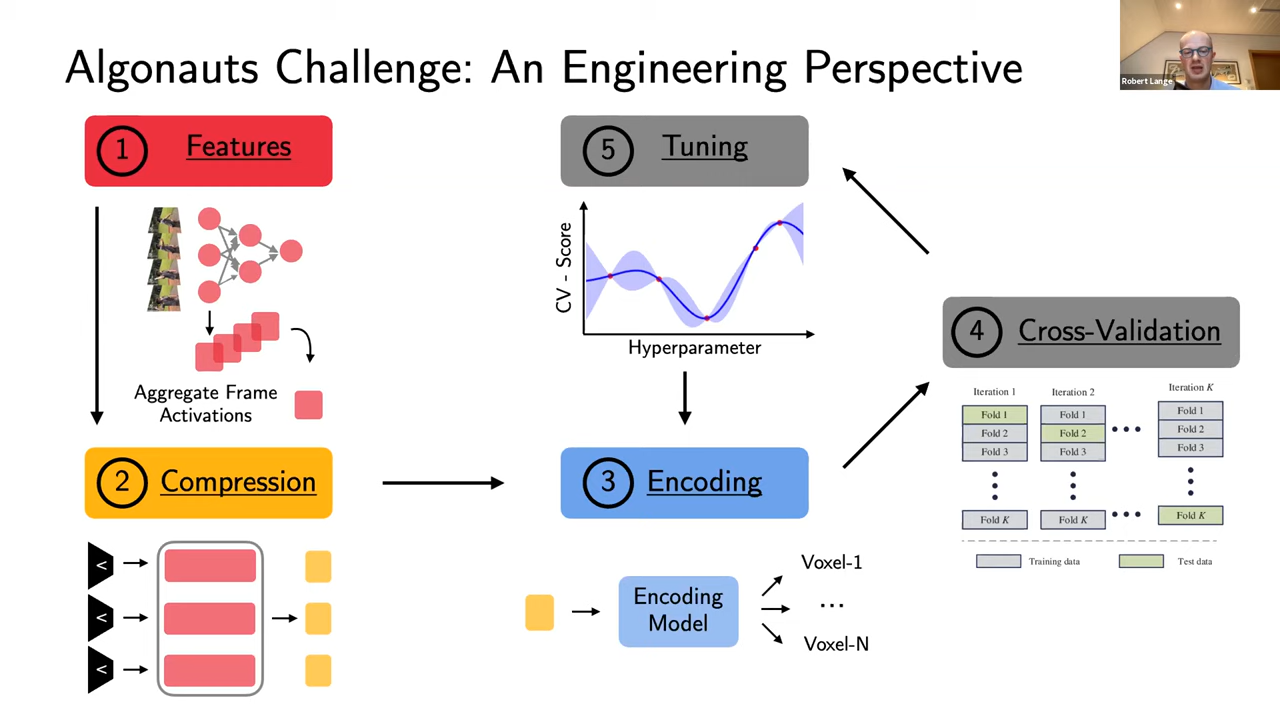 Algonauts Challenge: An Engineering Perspective
Robert Lange
1 Features
Aggregate Frame
Activations
2 Compression
<
<
<
5 Tuning
CV - Score
Hyperparameter
3 Encoding
Encoding
Model
Voxel-1
...
Voxel-N
4 Cross-Validation
Iteration 1 Iteration 2 Iteration K
Fold 1 Fold 1 Fold 1
Fold 2 Fold 2 Fold 2
Fold 3 Fold 3 Fold 3
Fold K Fold K Fold K
Training data Test data